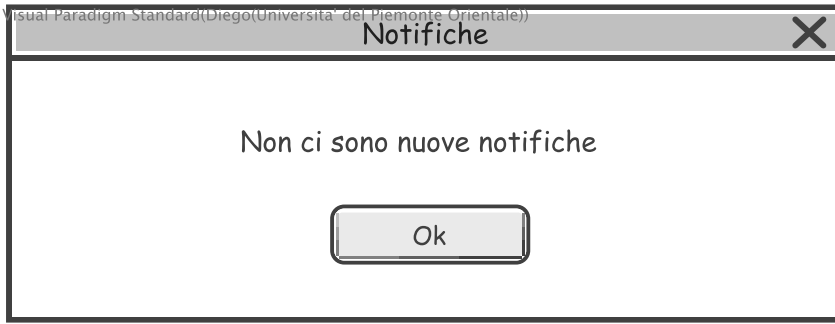 Visual Paradigm Standard(Diego(Universita' del Piemonte Orientale))
Notifiche
Non ci sono nuove notifiche
Ok